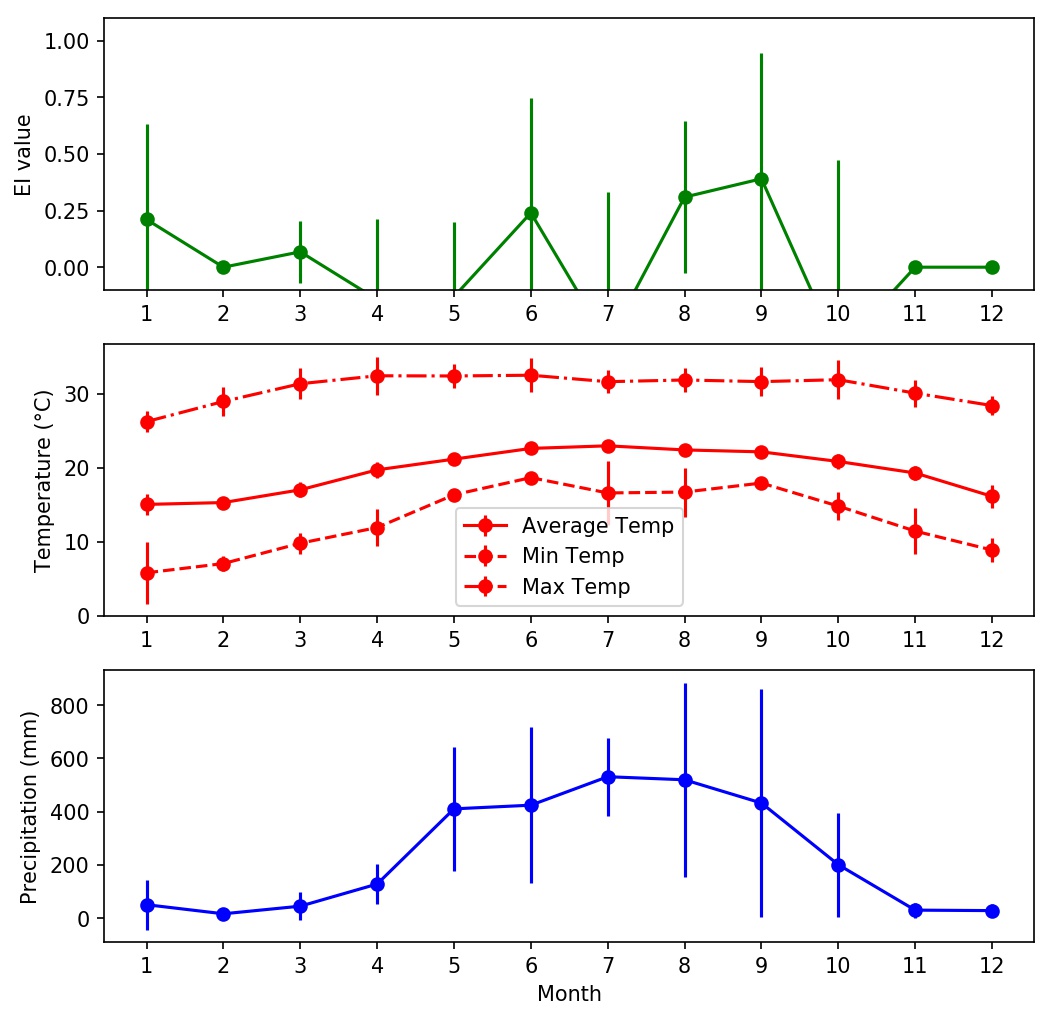 EI value
1.00
0.75
0.50
0.25
0.00
1 2 3 4 5 6 7 8 9 10 11 12
Temperature (°C)
30
20
10
0
Average Temp
Min Temp
Max Temp
1 2 3 4 5 6 7 8 9 10 11 12
Precipitation (mm)
800
600
400
200
0
1 2 3 4 5 6 7 8 9 10 11 12
Month